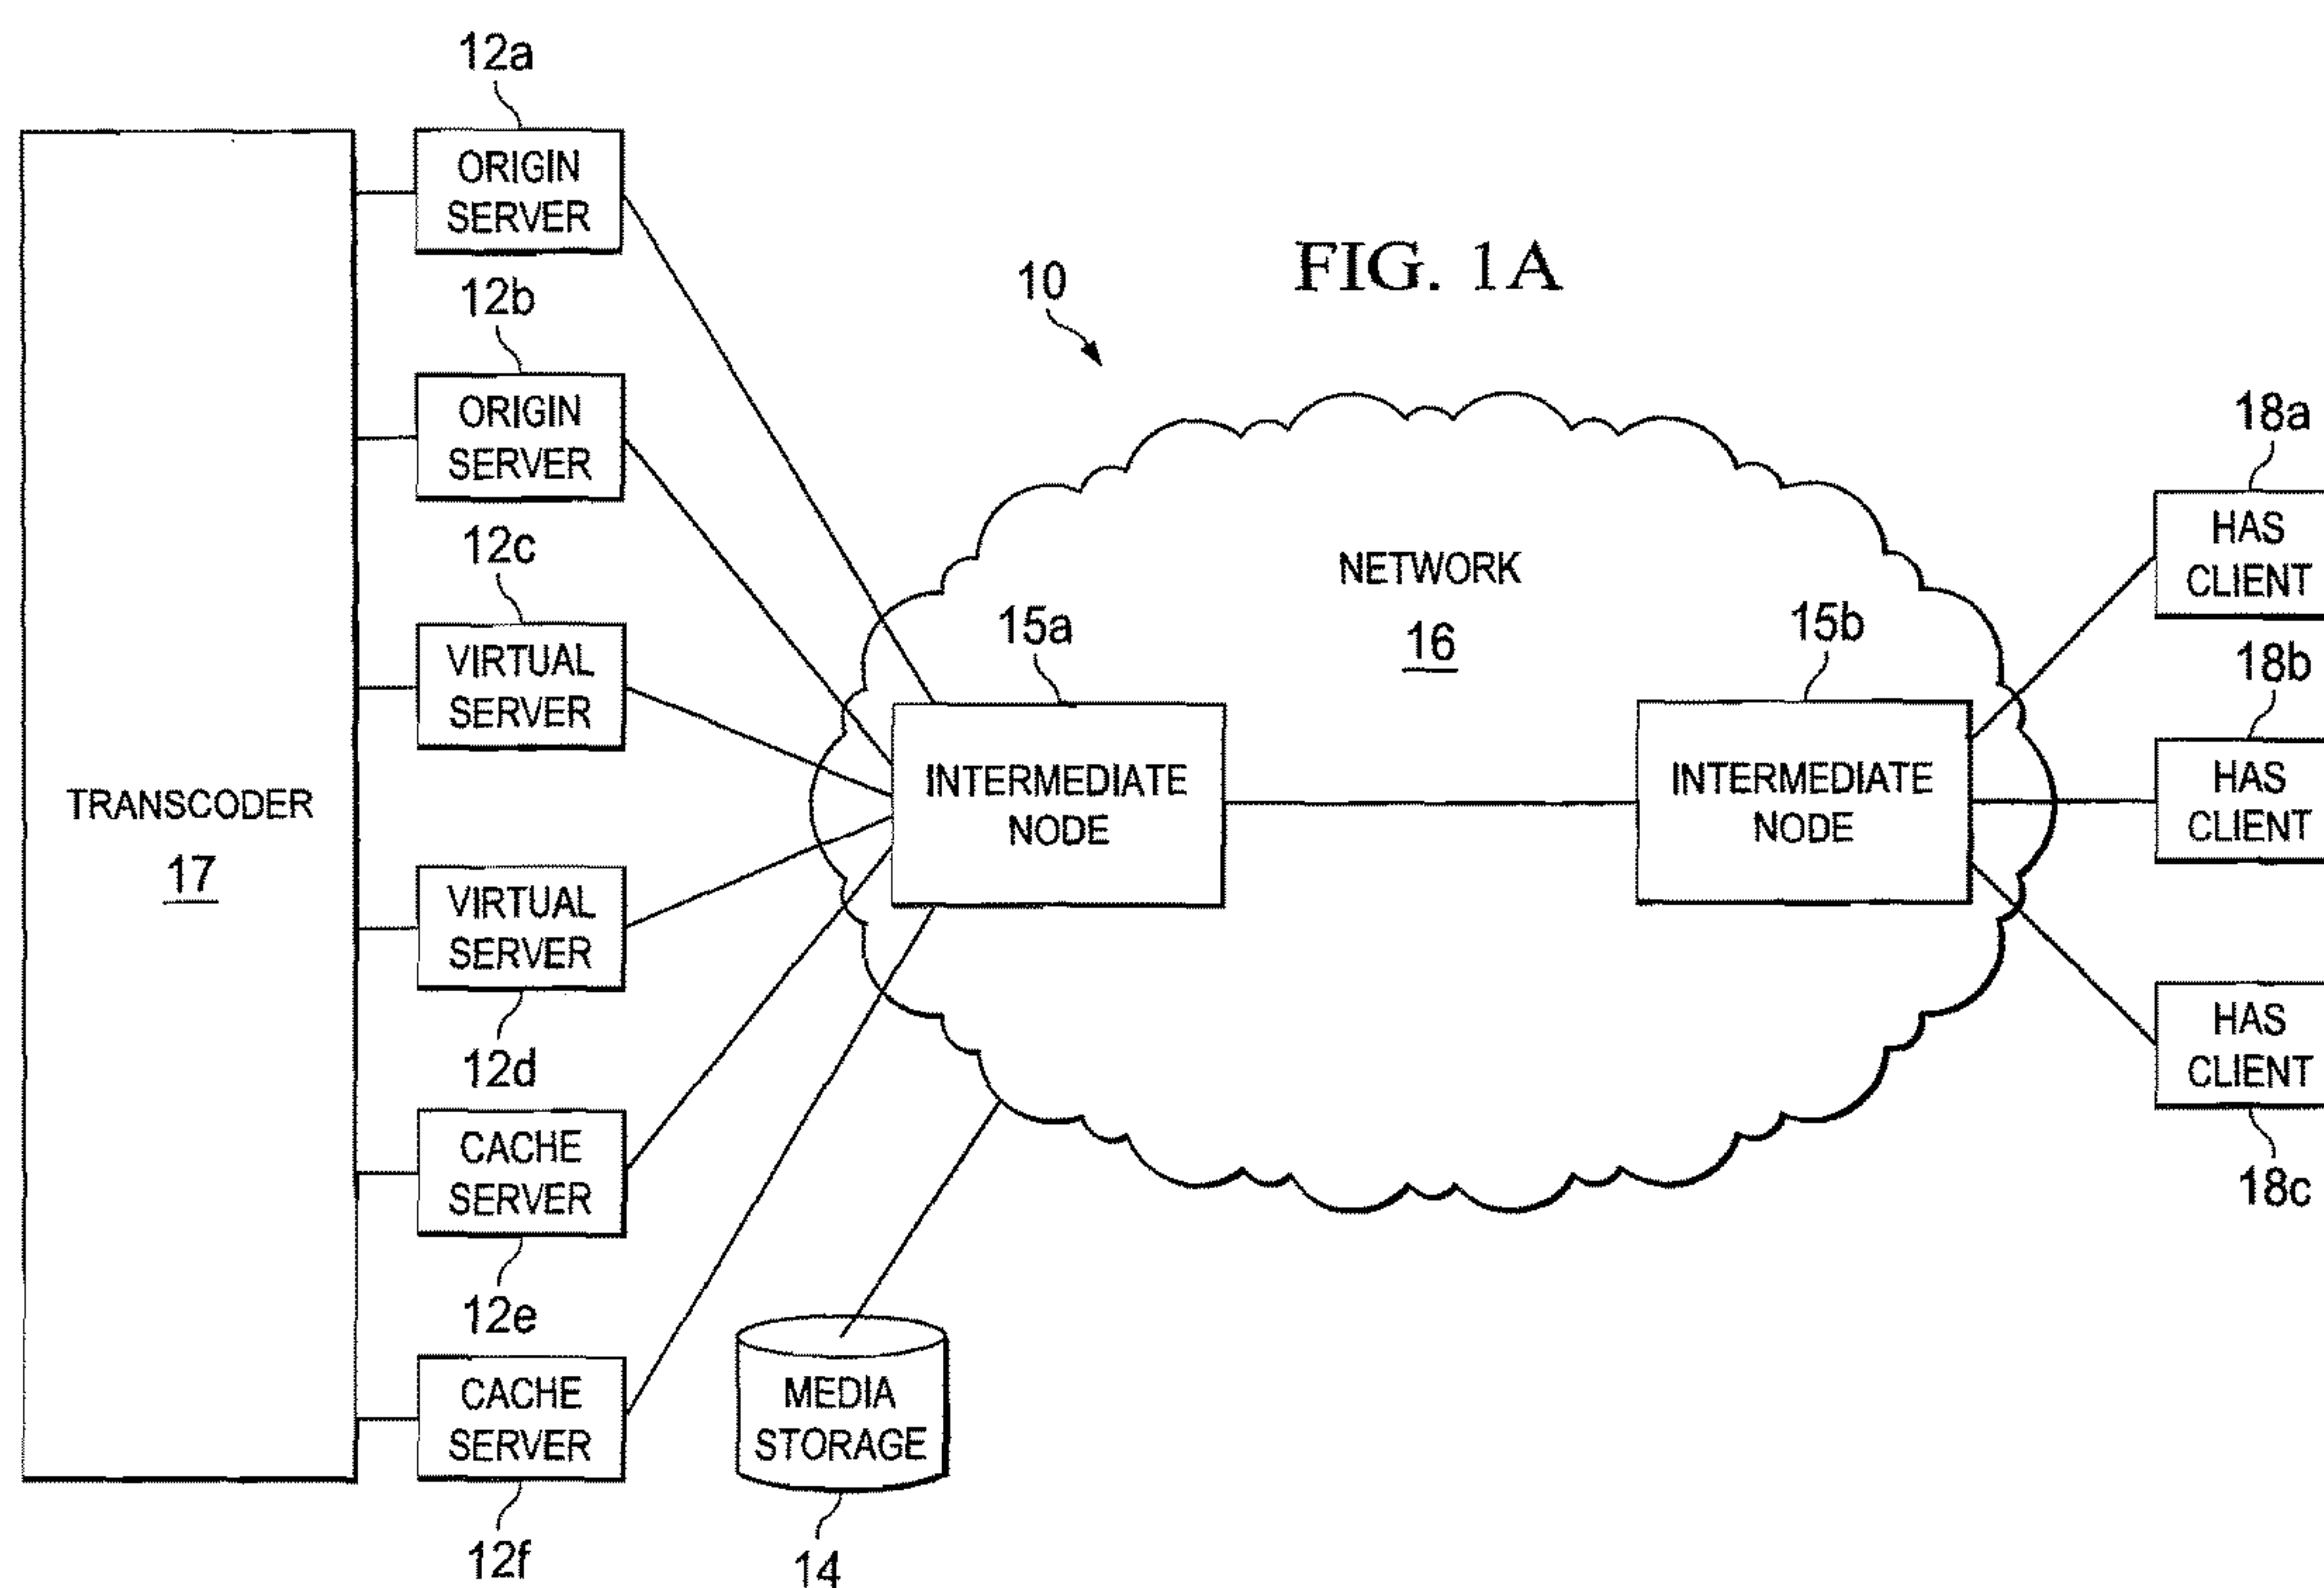 12a
ORIGIN
SERVER
12b
ORIGIN
SERVER
12c
VIRTUAL
SERVER
VIRTUAL
SERVER
12d
CACHE
SERVER
12e
CACHE
SERVER
12f
TRANSCODER
17
FIG. 1A
10
NETWORK
16
15a
INTERMEDIATE
NODE
15b
INTERMEDIATE
NODE
MEDIA
STORAGE
14
18a
HAS
CLIENT
18b
HAS
CLIENT
HAS
CLIENT
18c